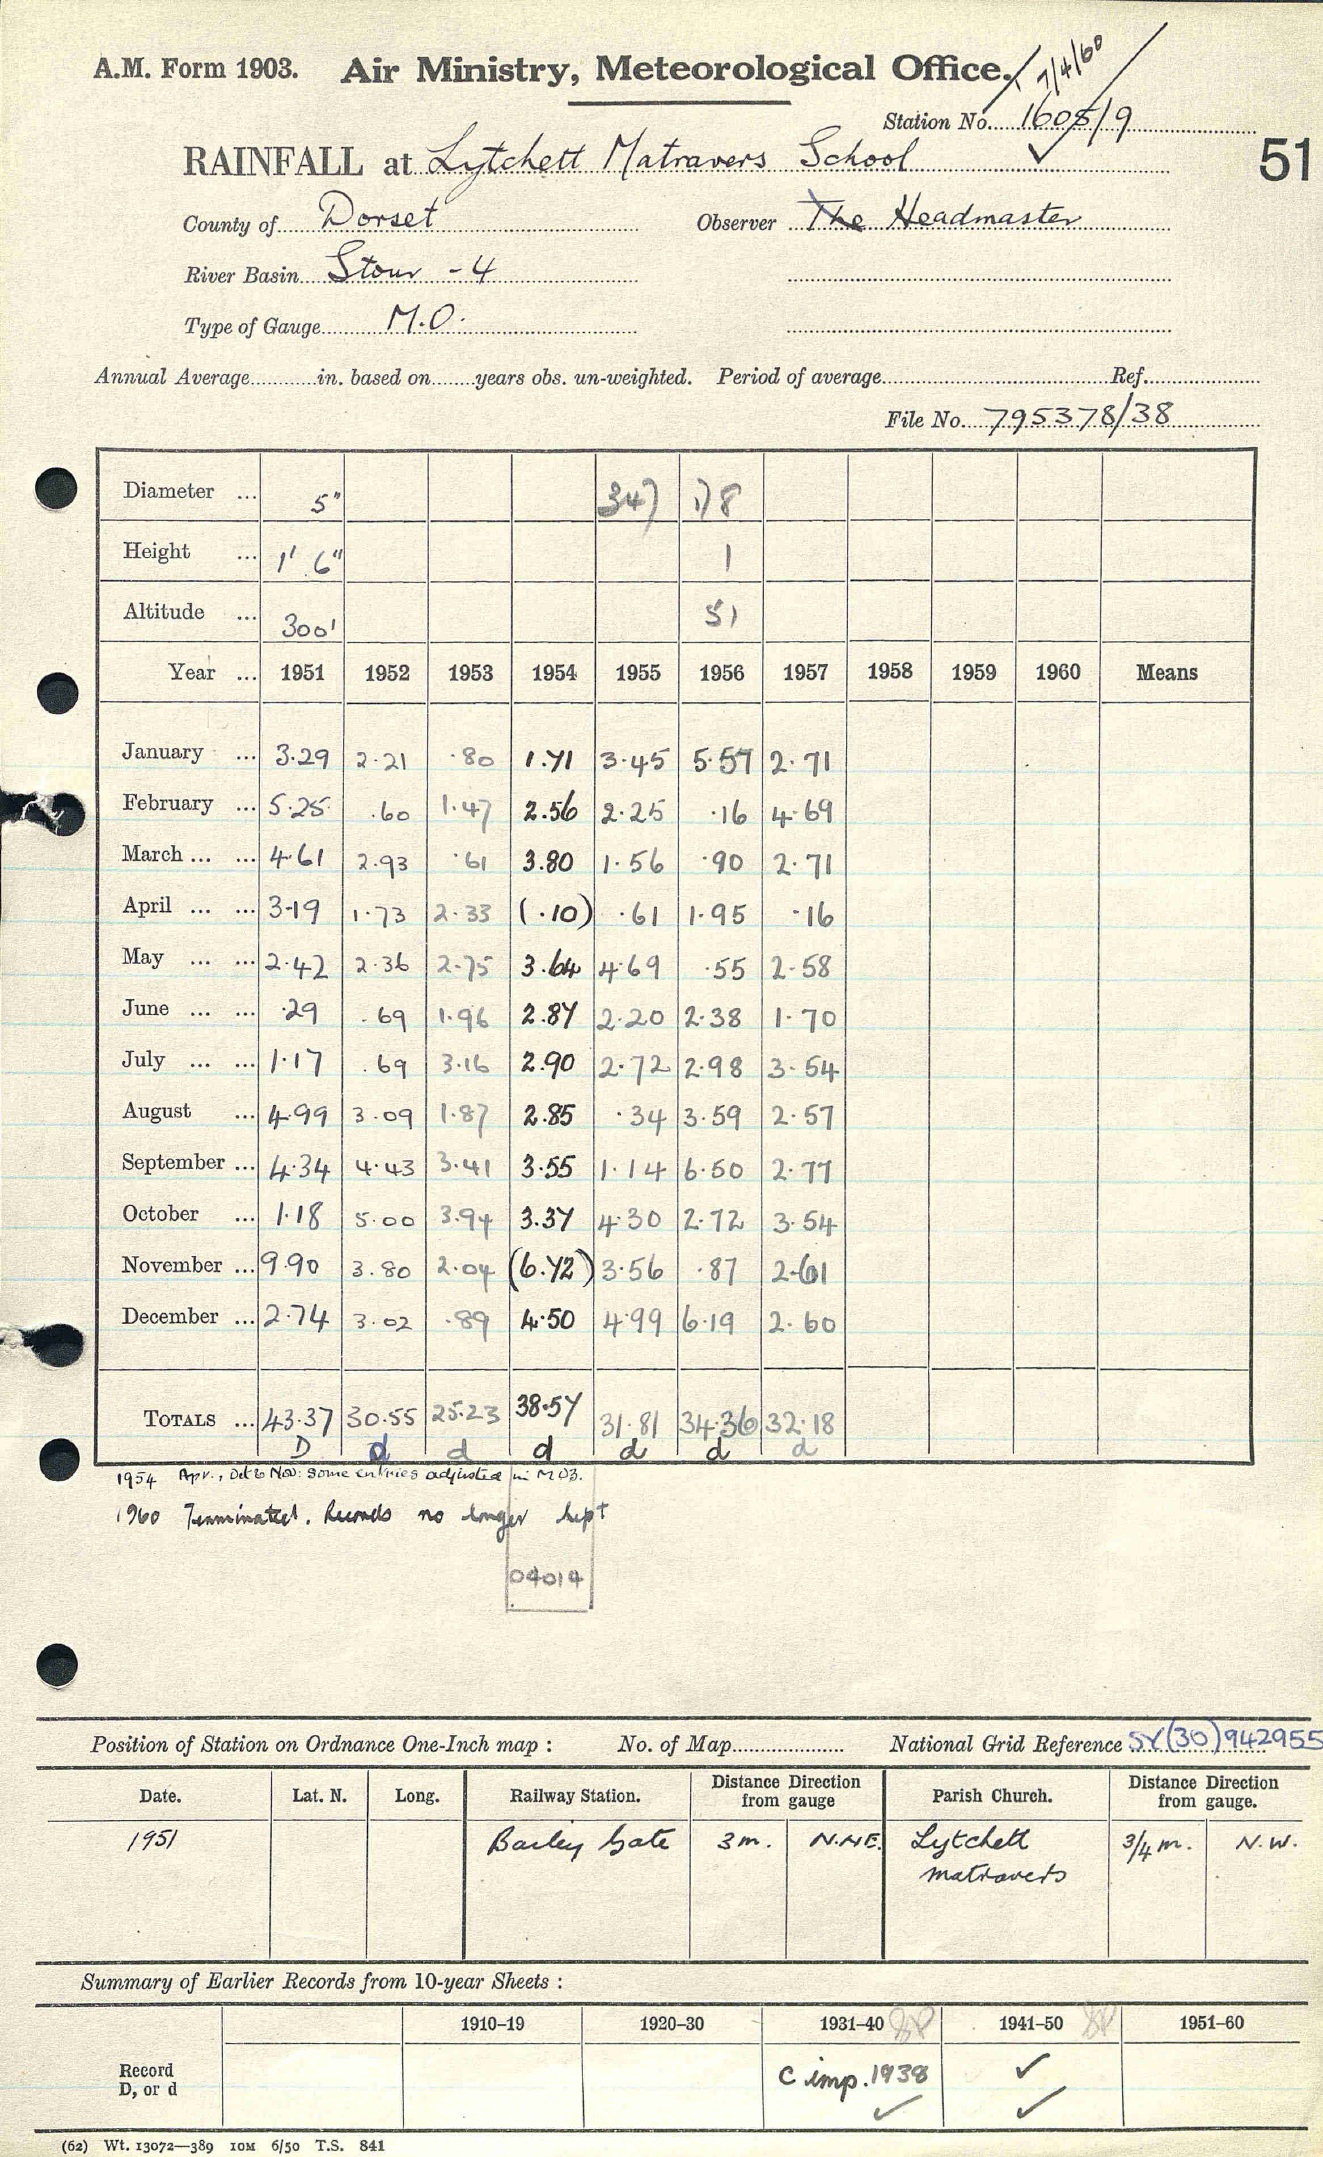 A.M. Form 1903. Air Ministry, Meteorological Office. 7/4/60
Station No. 1605/9
RAINFALL at Lytchett Matravers School 51
County of Dorset Observer The Headmaster
River Basin Stour - 4
Type of Gauge M.O.
Annual Average in. based on years obs. un-weighted. Period of average Ref.
File No. 795378/38
Diameter ... 5" 347) 1)8
Height ... 1' 6" 1
Altitude ... 300' 51
Year ... 1951 1952 1953 1954 1955 1956 1957 1958 1959 1960 Means
January ... 3.29 2.21 .80 1.71 3.45 5.57 2.71
February ... 5.25 .60 1.47 2.56 2.25 .16 4.69
March ... ... 4.61 2.93 .61 3.80 1.56 .90 2.71
April ... ... 3.19 1.73 2.33 (.10) .61 1.95 .16
May ... ... 2.42 2.36 2.75 3.64 4.69 .55 2.58
June ... ... .29 .69 1.96 2.87 2.20 2.38 1.70
July ... ... 1.17 .69 3.16 2.90 2.72 2.98 3.54
August ... 4.99 3.09 1.87 2.85 .34 3.59 2.57
September ... 4.34 4.43 3.41 3.55 1.14 6.50 2.77
October ... 1.18 5.00 3.94 3.37 4.30 2.72 3.54
November ... 9.90 3.80 2.04 (6.72) 3.56 .87 2.61
December ... 2.74 3.02 .89 4.50 4.99 6.19 2.60
TOTALS ... 43.37 30.55 25.23 38.57 31.81 34.36 32.18
D d d d d d d
1954 Apr., Oct & Nov: some entries adjusted in MO3.
1960 Terminated. Records no longer kept
04014
Position of Station on Ordnance One-Inch map : No. of Map National Grid Reference SY(30)942955
Date. Lat. N. Long. Railway Station. Distance Direction from gauge Parish Church. Distance Direction from gauge.
1951 Bailey Gate 3 m. N.NE. Lytchett 3/4 m. N.W.
Matravers
Summary of Earlier Records from 10-year Sheets :
1910–19 1920–30 1931–40 1941–50 1951–60
Record C imp. 1938 ✓
D, or d ✓ ✓
(62) Wt. 13072—389 10M 6/50 T.S. 841